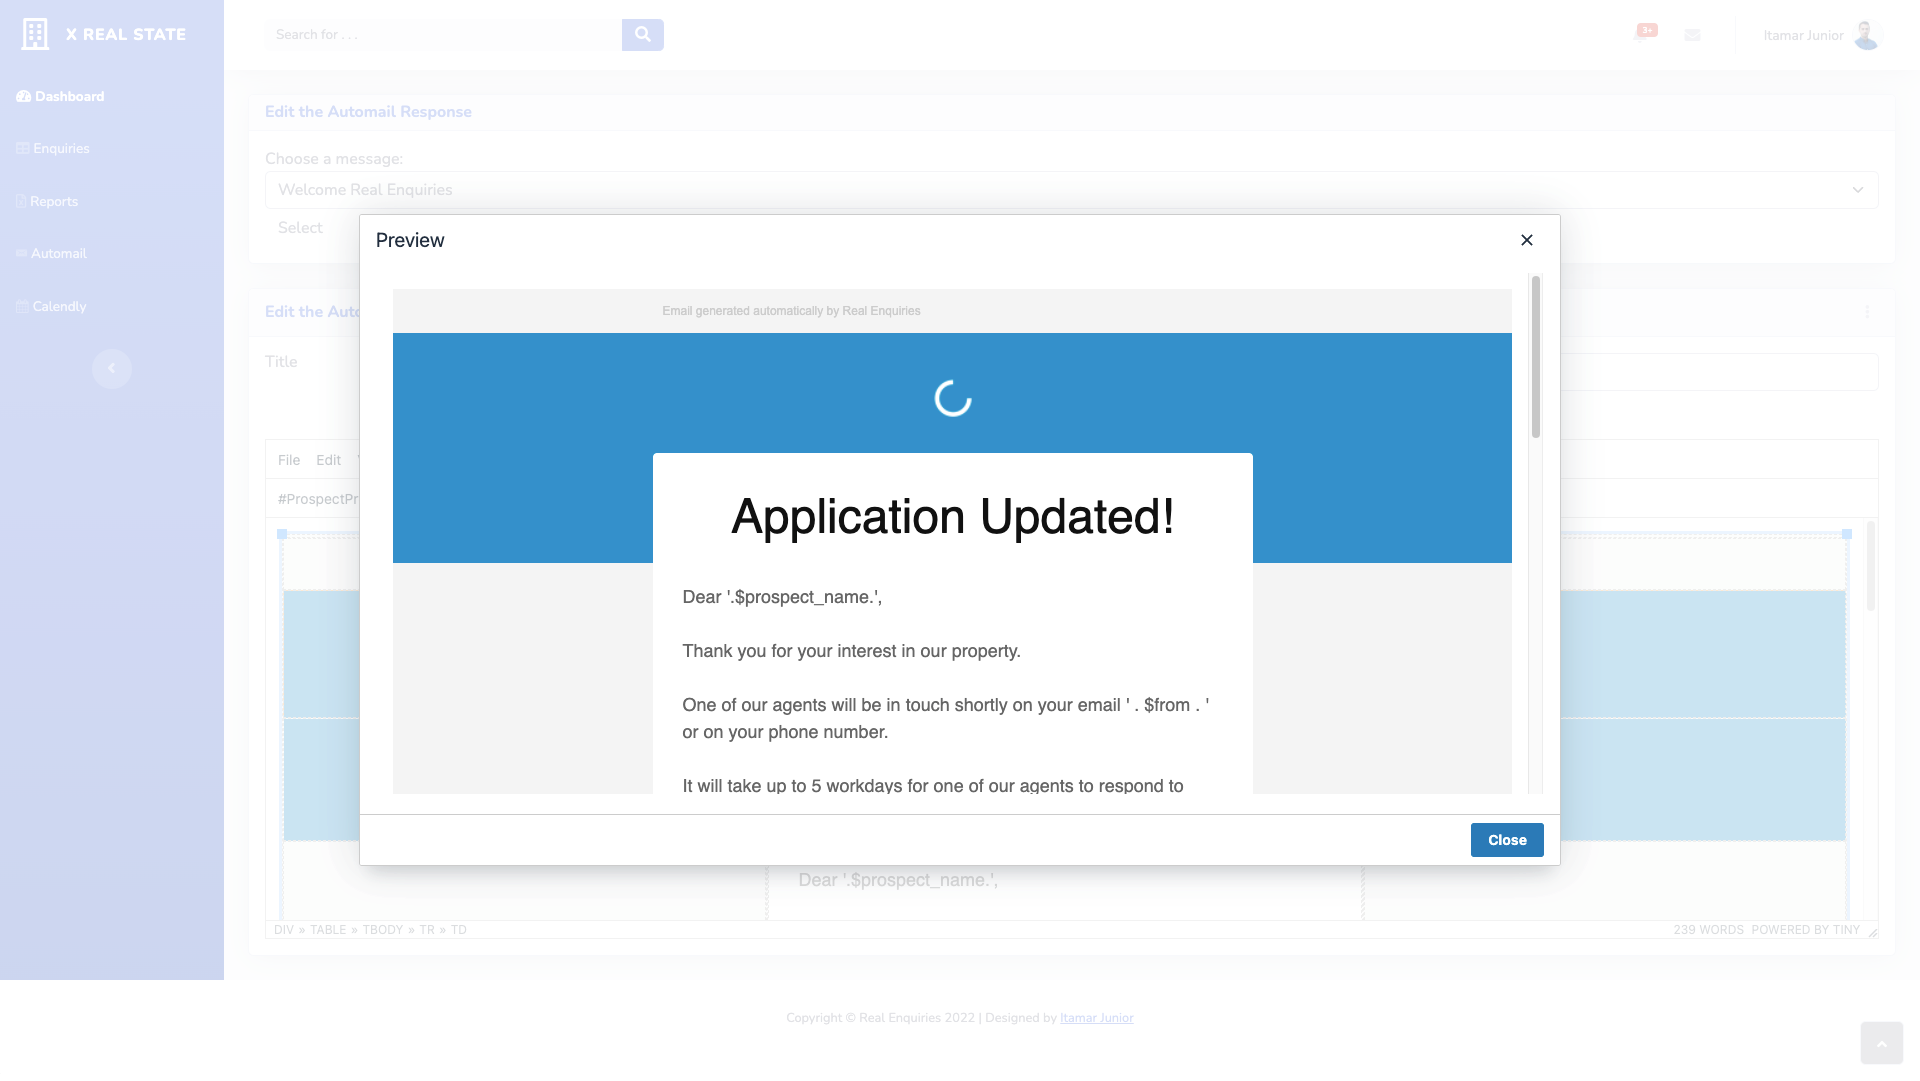 X REAL STATE
Search for . . .
3+
Itamar Junior
Dashboard
Enquiries
Reports
Automail
Calendly
Edit the Automail Response
Choose a message:
Welcome Real Enquiries
Select
Edit the Auto
Title
File Edit
#ProspectPr
Preview
Email generated automatically by Real Enquiries
Application Updated!
Dear '.$prospect_name.',
Thank you for your interest in our property.
One of our agents will be in touch shortly on your email ' . $from . '
or on your phone number.
It will take up to 5 workdays for one of our agents to respond to
Close
Dear '.$prospect_name.',
DIV » TABLE » TBODY » TR » TD
239 WORDS POWERED BY TINY
Copyright © Real Enquiries 2022 | Designed by Itamar Junior